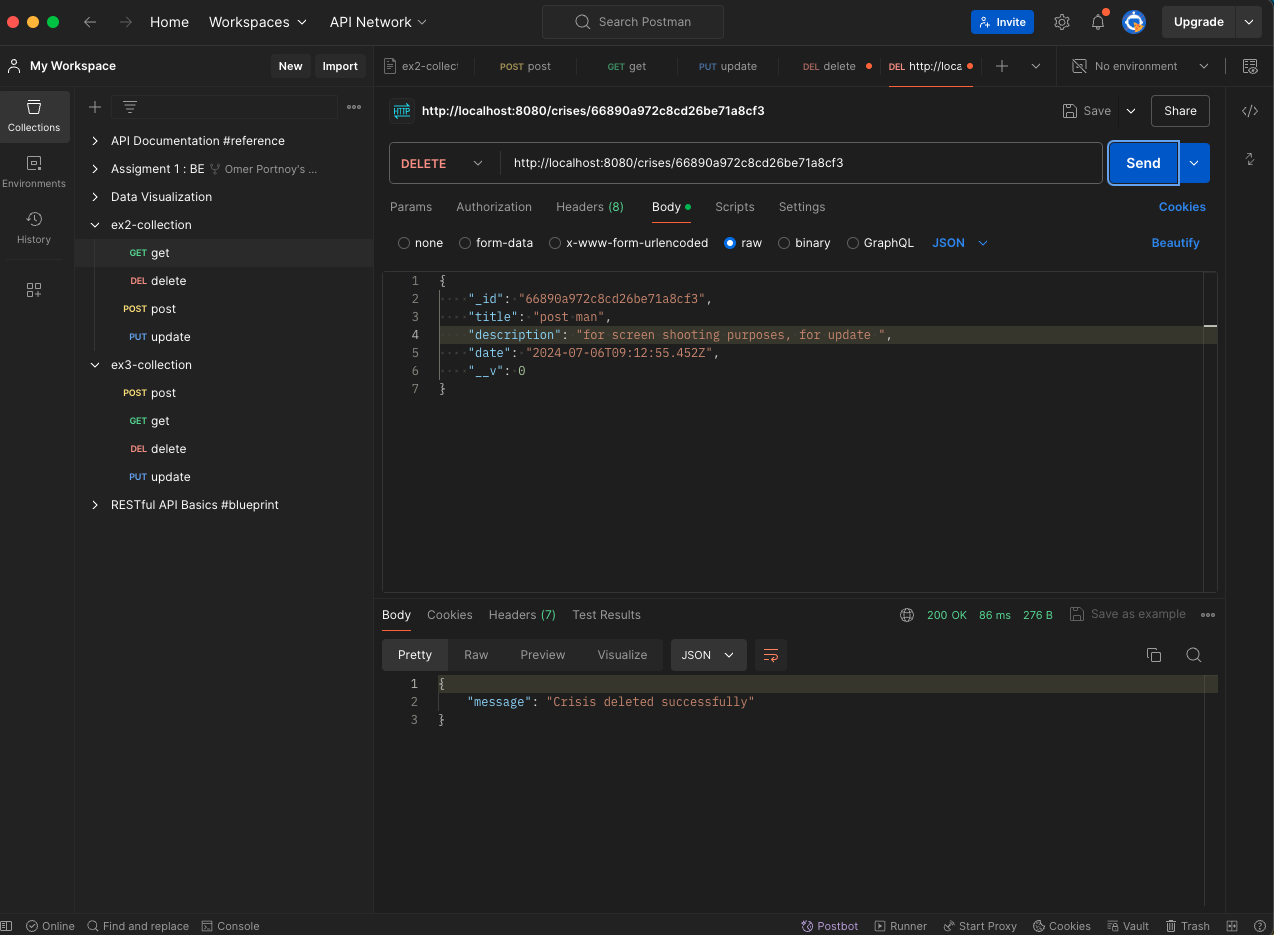 Home Workspaces API Network Search Postman Invite Upgrade
My Workspace New Import ex2-collect POST post GET get PUT update DEL delete DEL http://loca No environment
Collections
Environments
History
API Documentation #reference
Assigment 1 : BE Omer Portnoy's ...
Data Visualization
ex2-collection
GET get
DEL delete
POST post
PUT update
ex3-collection
POST post
GET get
DEL delete
PUT update
RESTful API Basics #blueprint
HTTP http://localhost:8080/crises/66890a972c8cd26be71a8cf3 Save Share
DELETE http://localhost:8080/crises/66890a972c8cd26be71a8cf3 Send
Params Authorization Headers (8) Body Scripts Settings Cookies
none form-data x-www-form-urlencoded raw binary GraphQL JSON Beautify
1 {
2 "_id": "66890a972c8cd26be71a8cf3",
3 "title": "post man",
4 "description": "for screen shooting purposes, for update ",
5 "date": "2024-07-06T09:12:55.452Z",
6 "__v": 0
7 }
Body Cookies Headers (7) Test Results 200 OK 86 ms 276 B Save as example
Pretty Raw Preview Visualize JSON
1 {
2 "message": "Crisis deleted successfully"
3 }
Online Find and replace Console Postbot Runner Start Proxy Cookies Vault Trash